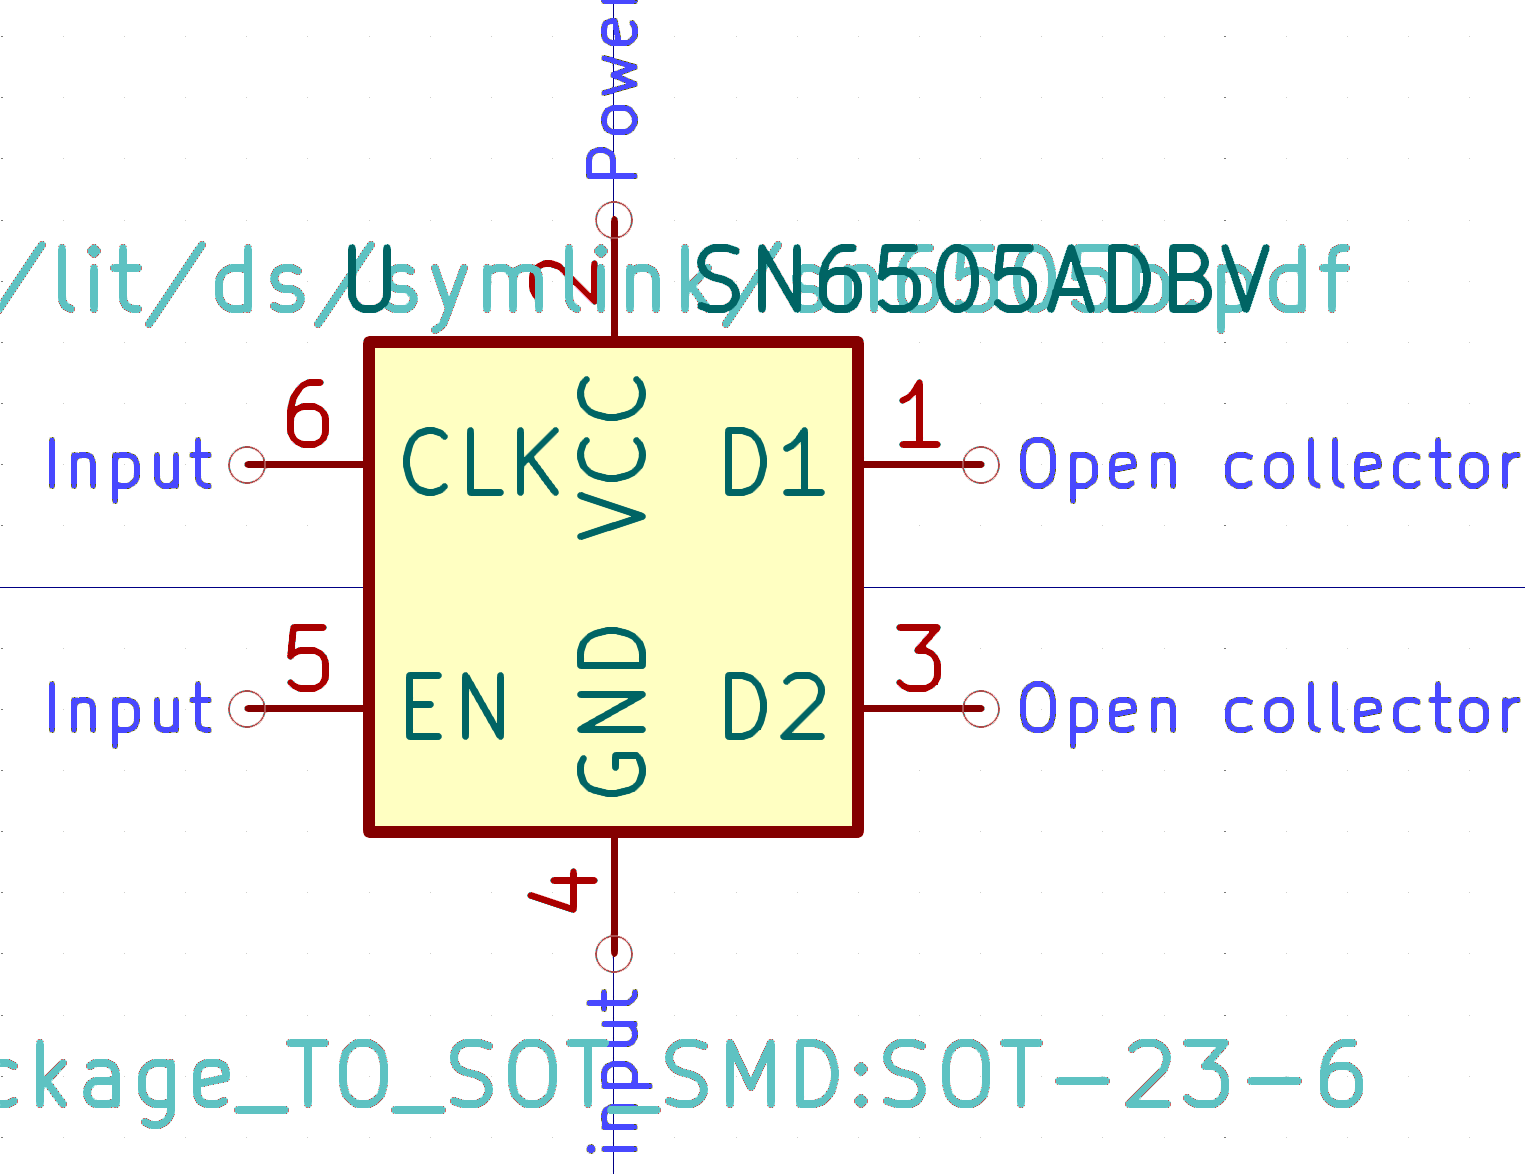 Power
/lit/ds/symlink/sn6505b.pdf
U
SN6505ADBV
2
6
1
Input
CLK
VCC
D1
Open collector
5
3
Input
EN
GND
D2
Open collector
4
input
ckage_TO_SOT_SMD:SOT-23-6